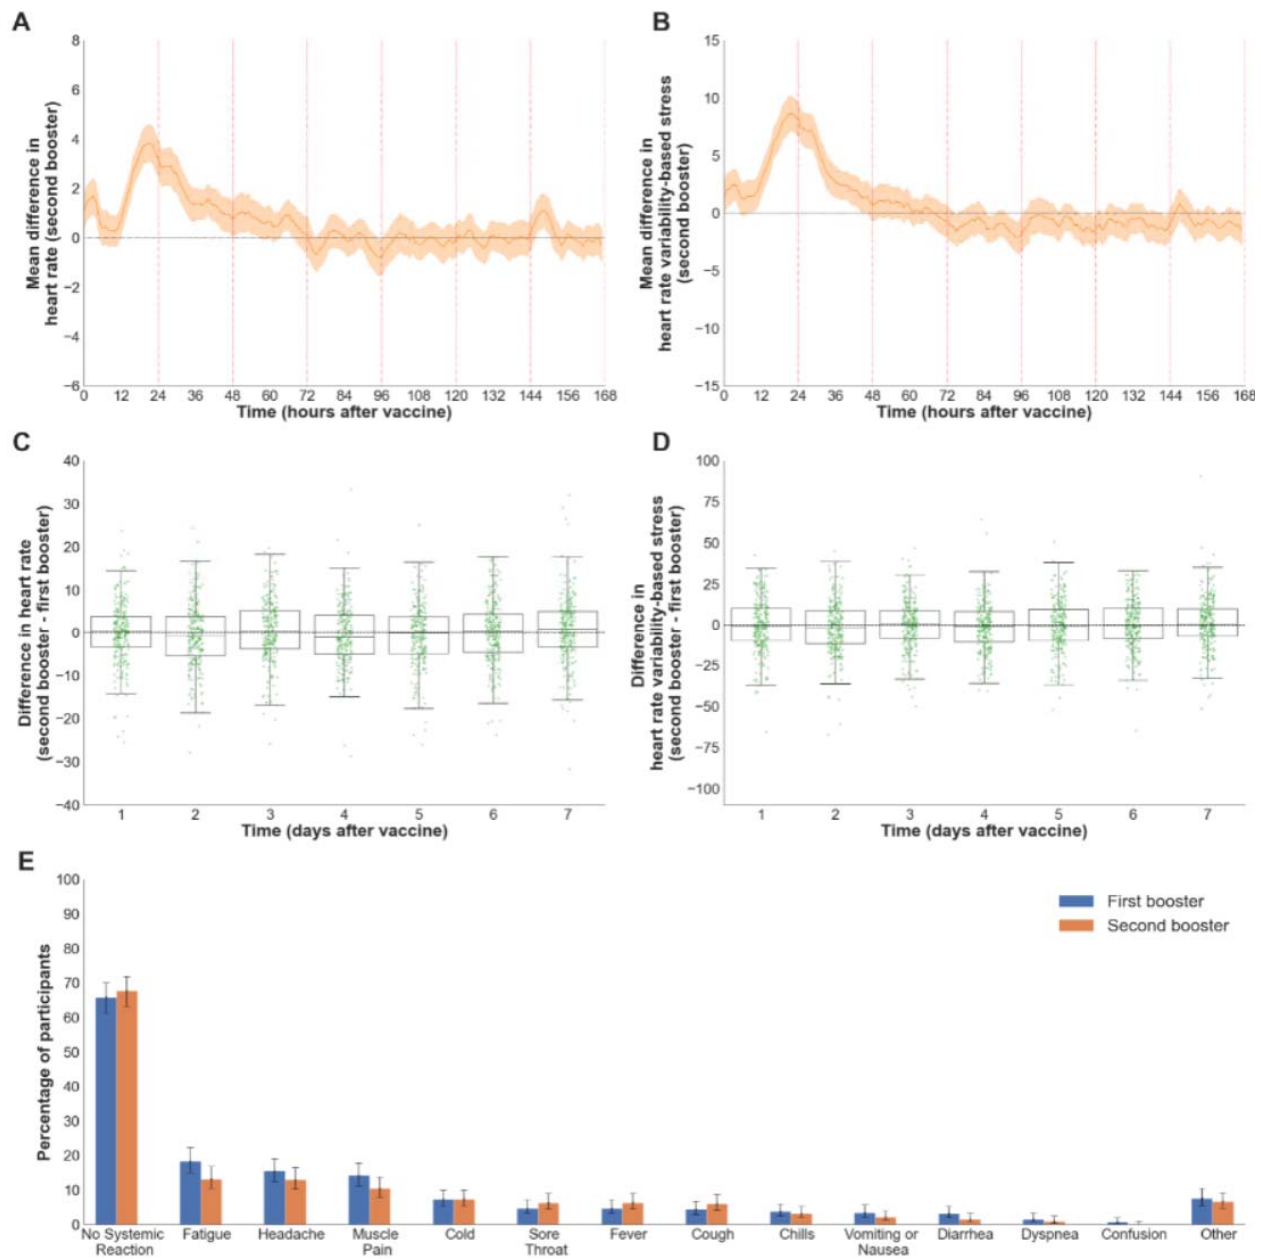 A
Mean difference in
heart rate (second booster)
8
6
4
2
0
−2
−4
−6
0 12 24 36 48 60 72 84 96 108 120 132 144 156 168
Time (hours after vaccine)
B
Mean difference in
heart rate variability-based stress
(second booster)
15
10
5
0
−5
−10
−15
0 12 24 36 48 60 72 84 96 108 120 132 144 156 168
Time (hours after vaccine)
C
Difference in heart rate
(second booster - first booster)
40
30
20
10
0
−10
−20
−30
−40
1 2 3 4 5 6 7
Time (days after vaccine)
D
Difference in
heart rate variability-based stress
(second booster - first booster)
100
75
50
25
0
−25
−50
−75
−100
1 2 3 4 5 6 7
Time (days after vaccine)
E
Percentage of participants
100
90
80
70
60
50
40
30
20
10
0
First booster
Second booster
No Systemic Fatigue Headache Muscle Cold Sore Fever Cough Chills Vomiting or Diarrhea Dyspnea Confusion Other
Reaction Pain Throat Nausea